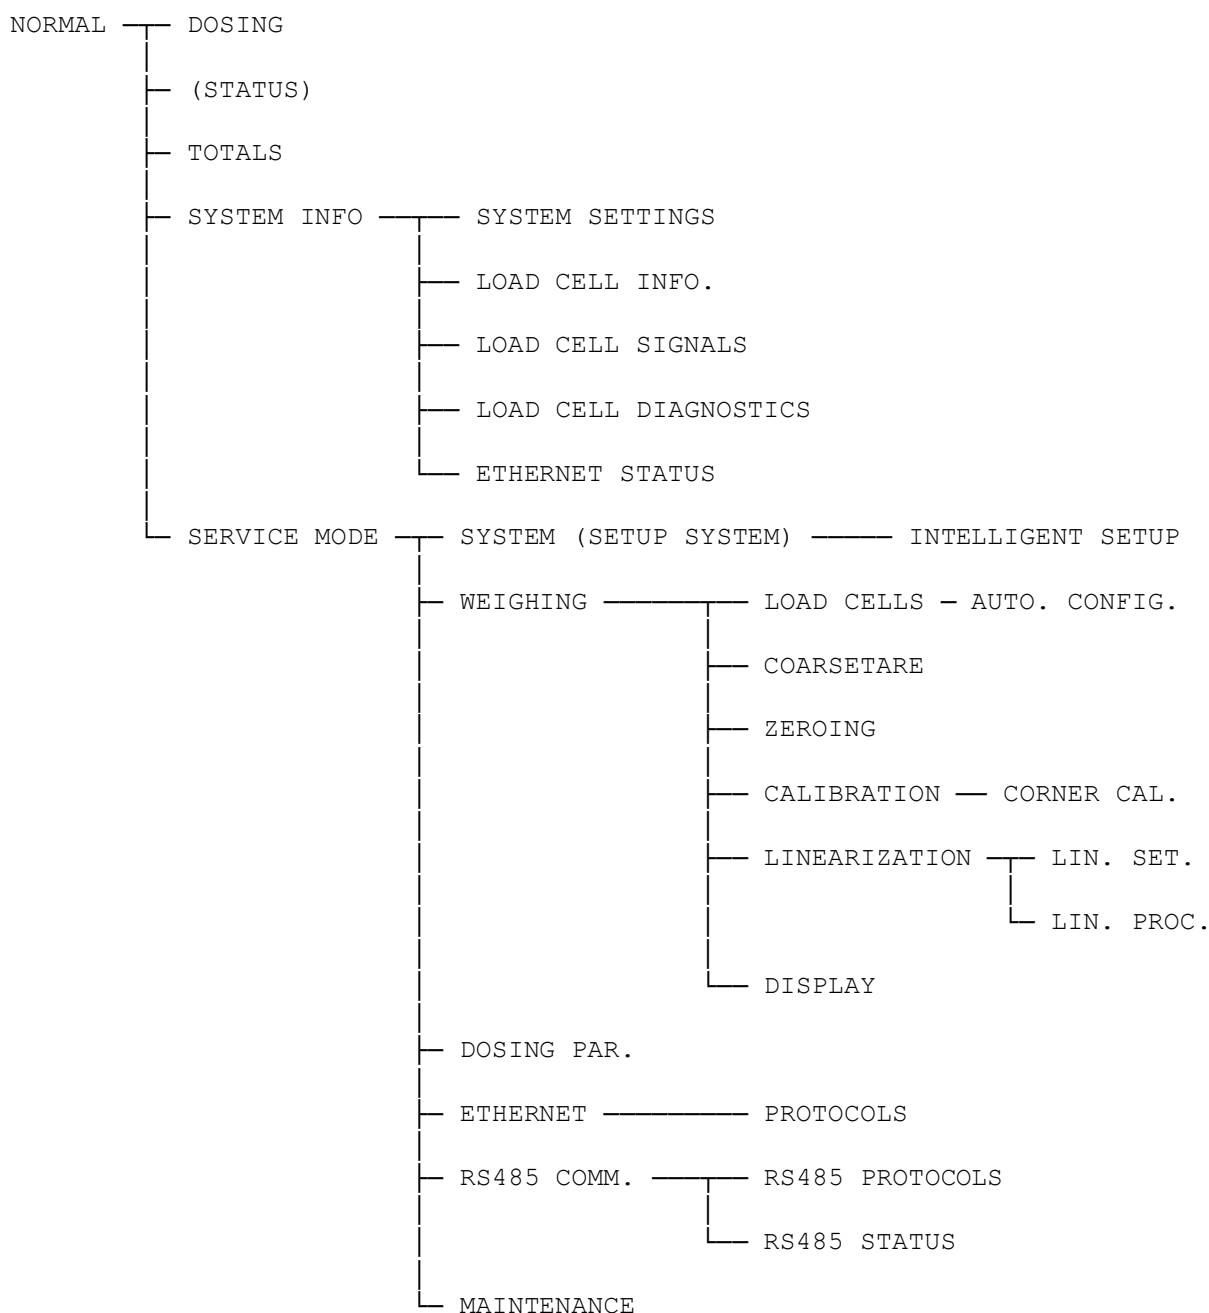 NORMAL DOSING
(STATUS)
TOTALS
SYSTEM INFO SYSTEM SETTINGS
LOAD CELL INFO.
LOAD CELL SIGNALS
LOAD CELL DIAGNOSTICS
ETHERNET STATUS
SERVICE MODE SYSTEM (SETUP SYSTEM) INTELLIGENT SETUP
WEIGHING LOAD CELLS AUTO. CONFIG.
COARSETARE
ZEROING
CALIBRATION CORNER CAL.
LINEARIZATION LIN. SET.
LIN. PROC.
DISPLAY
DOSING PAR.
ETHERNET PROTOCOLS
RS485 COMM. RS485 PROTOCOLS
RS485 STATUS
MAINTENANCE